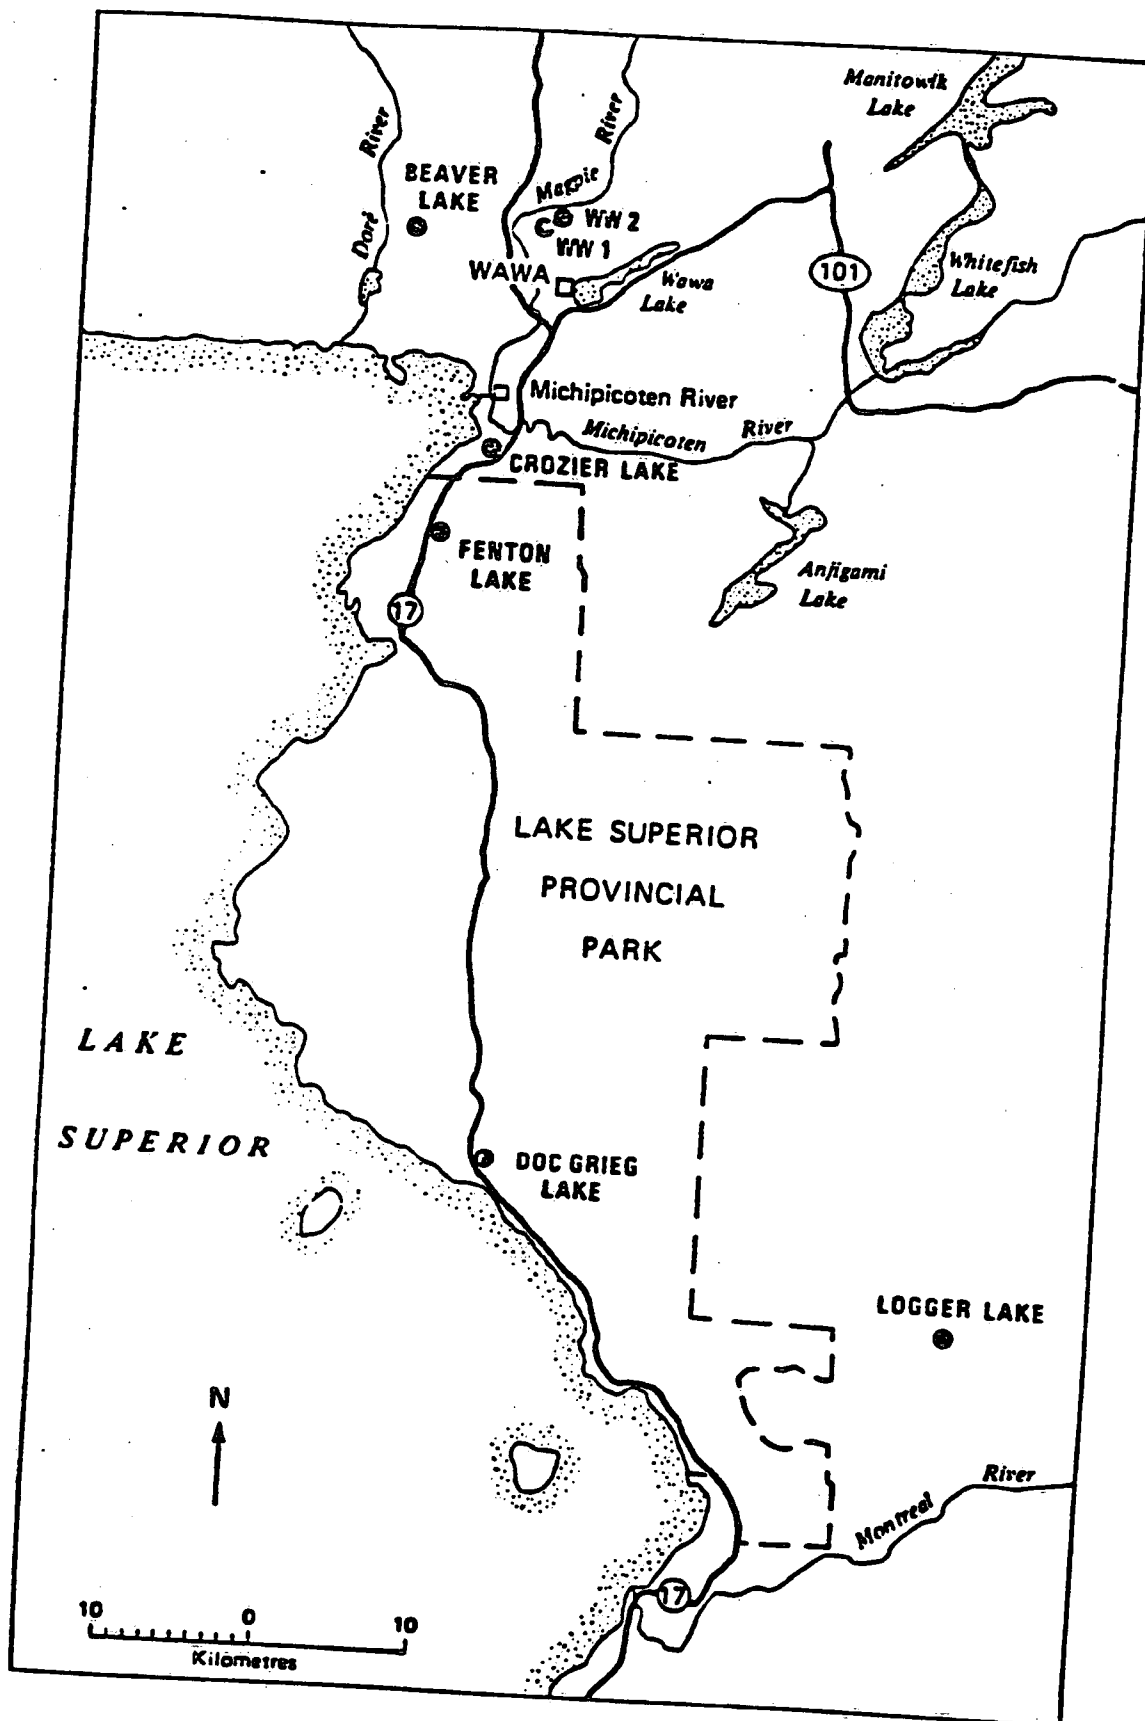 Manitowik
Lake
River
River
BEAVER
LAKE
Magpie
WW 2
WW 1
Doré
WAWA
Wawa
Lake
101
Whitefish
Lake
Michipicoten River
Michipicoten
River
CROZIER LAKE
FENTON
LAKE
Anjigami
Lake
17
LAKE SUPERIOR
PROVINCIAL
PARK
LAKE
SUPERIOR
DOC GRIEG
LAKE
LOGGER LAKE
N
River
Montreal
17
10 0 10
Kilometres